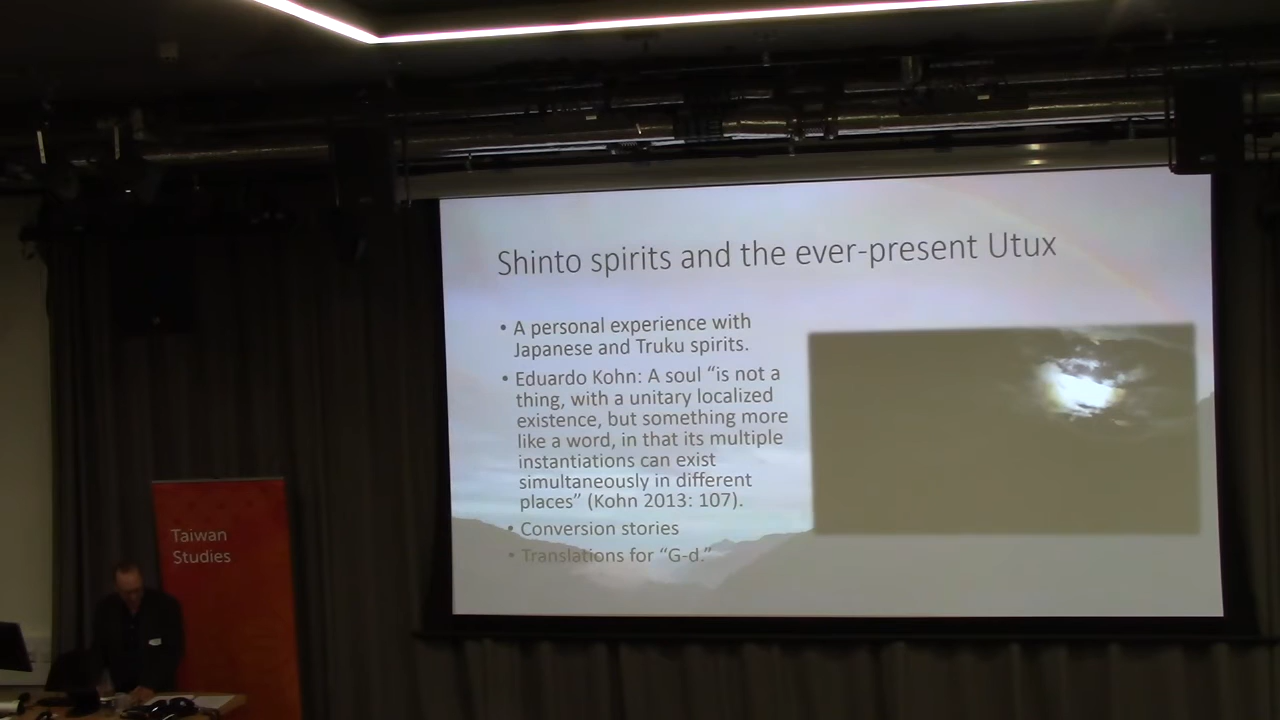 Shinto spirits and the ever-present Utux
• A personal experience with
Japanese and Truku spirits.
• Eduardo Kohn: A soul “is not a
thing, with a unitary localized
existence, but something more
like a word, in that its multiple
instantiations can exist
simultaneously in different
places” (Kohn 2013: 107).
• Conversion stories
• Translations for “G-d.”
Taiwan
Studies